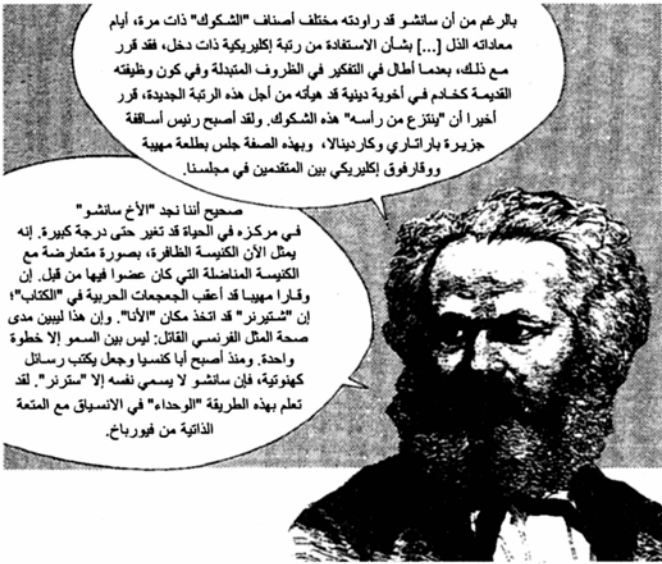 بالرغم من أن سانشو قد راودته مختلف أصناف "الشكوك" ذات مرة، أيام
معاداته الذل [...] بشأن الاستفادة من رتبة إكليريكية ذات دخل، فقد قرر
مع ذلك، بعدما أطال في التفكير في الظروف المتبدلة وفي كون وظيفته
القديمة كخادم في أخوية دينية قد هيأته من أجل هذه الرتبة الجديدة، قرر
أخيرا أن "ينتزع من رأسه" هذه الشكوك. ولقد أصبح رئيس أساقفة
جزيرة باراتاري وكاردينالا، وبهذه الصفة جلس بطلعة مهيبة
ووقارفوق إكليريكي بين المتقدمين في مجلسنا.
صحيح أننا نجد "الأخ سانشو"
في مركزه في الحياة قد تغير حتى درجة كبيرة. إنه
يمثل الآن الكنيسة الظافرة، بصورة متعارضة مع
الكنيسة المناضلة التي كان عضوا فيها من قبل. إن
وقارا مهيبا قد أعقب الجعجعات الحربية في "الكتاب"؛
إن "شتيرنر" قد اتخذ مكان "الأنا". وإن هذا ليبين مدى
صحة المثل الفرنسي القائل: ليس بين السمو إلا خطوة
واحدة. ومنذ أصبح أبا كنسيا وجعل يكتب رسائل
كهنوتية، فإن سانشو لا يسمي نفسه إلا "سترنر". لقد
تعلم بهذه الطريقة "الوحداء" في الانسياق مع المتعة
الذاتية من فيورباخ.